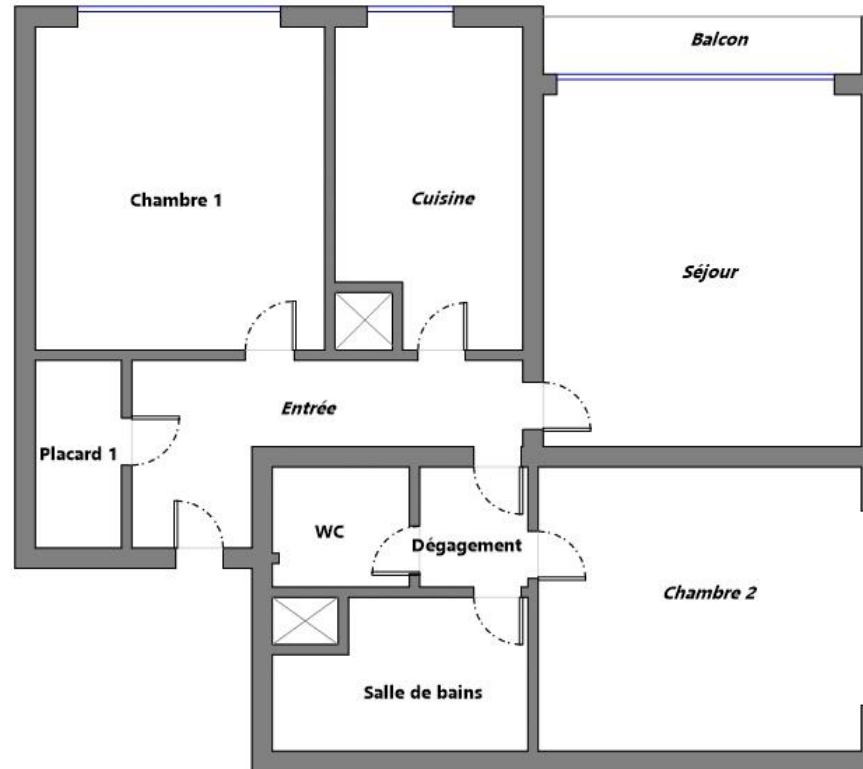 Balcon
Chambre 1
Cuisine
Séjour
Entrée
Placard 1
WC
Dégagement
Chambre 2
Salle de bains